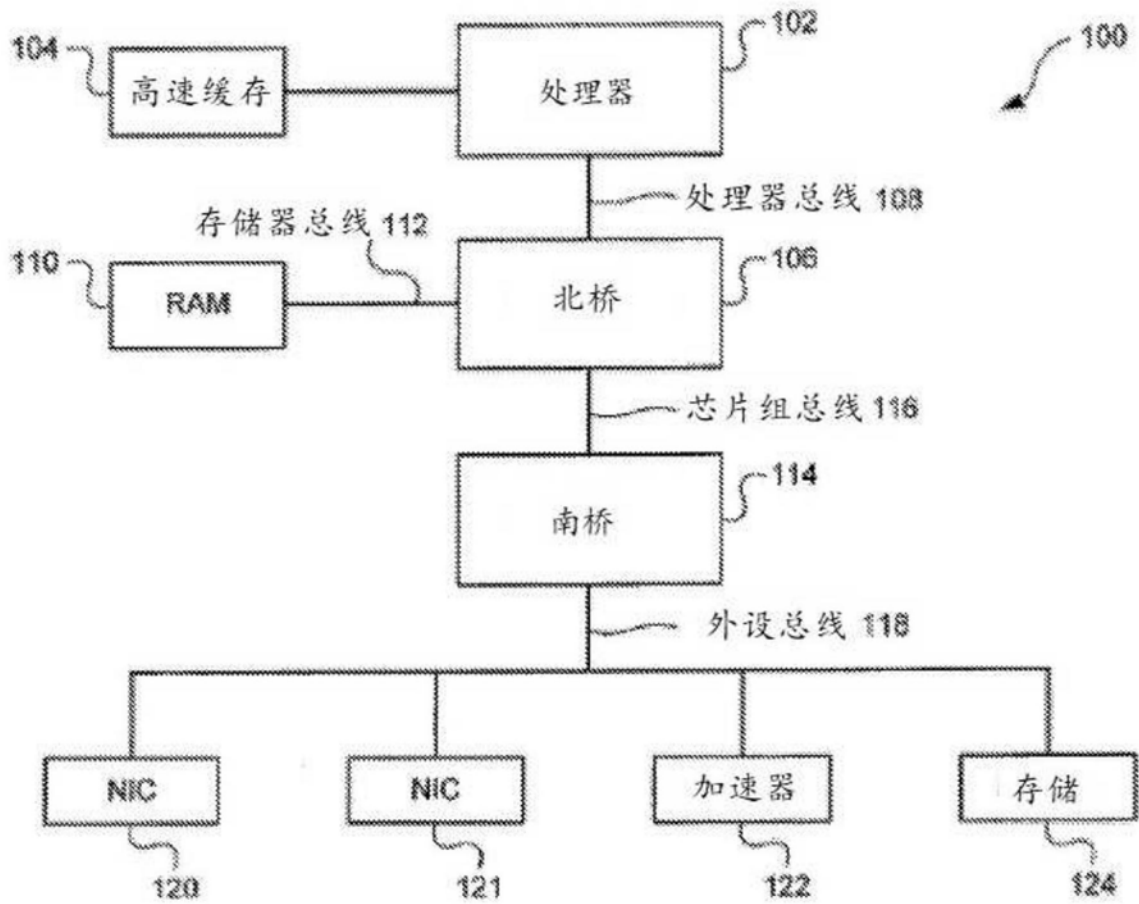 102
100
104
高速缓存
处理器
处理器总线 108
存储器总线 112
110
RAM
北桥
106
芯片组总线 116
114
南桥
外设总线 118
NIC
NIC
加速器
存储
120
121
122
124